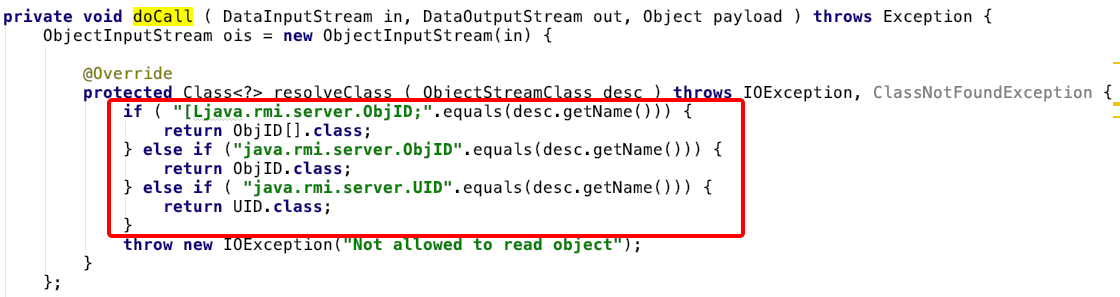 private void doCall ( DataInputStream in, DataOutputStream out, Object payload ) throws Exception {
    ObjectInputStream ois = new ObjectInputStream(in) {
        @Override
        protected Class<?> resolveClass ( ObjectStreamClass desc ) throws IOException, ClassNotFoundException {
            if ( "[Ljava.rmi.server.ObjID;".equals(desc.getName())) {
                return ObjID[].class;
            } else if ("java.rmi.server.ObjID".equals(desc.getName())) {
                return ObjID.class;
            } else if ( "java.rmi.server.UID".equals(desc.getName())) {
                return UID.class;
            }
            throw new IOException("Not allowed to read object");
        }
    };